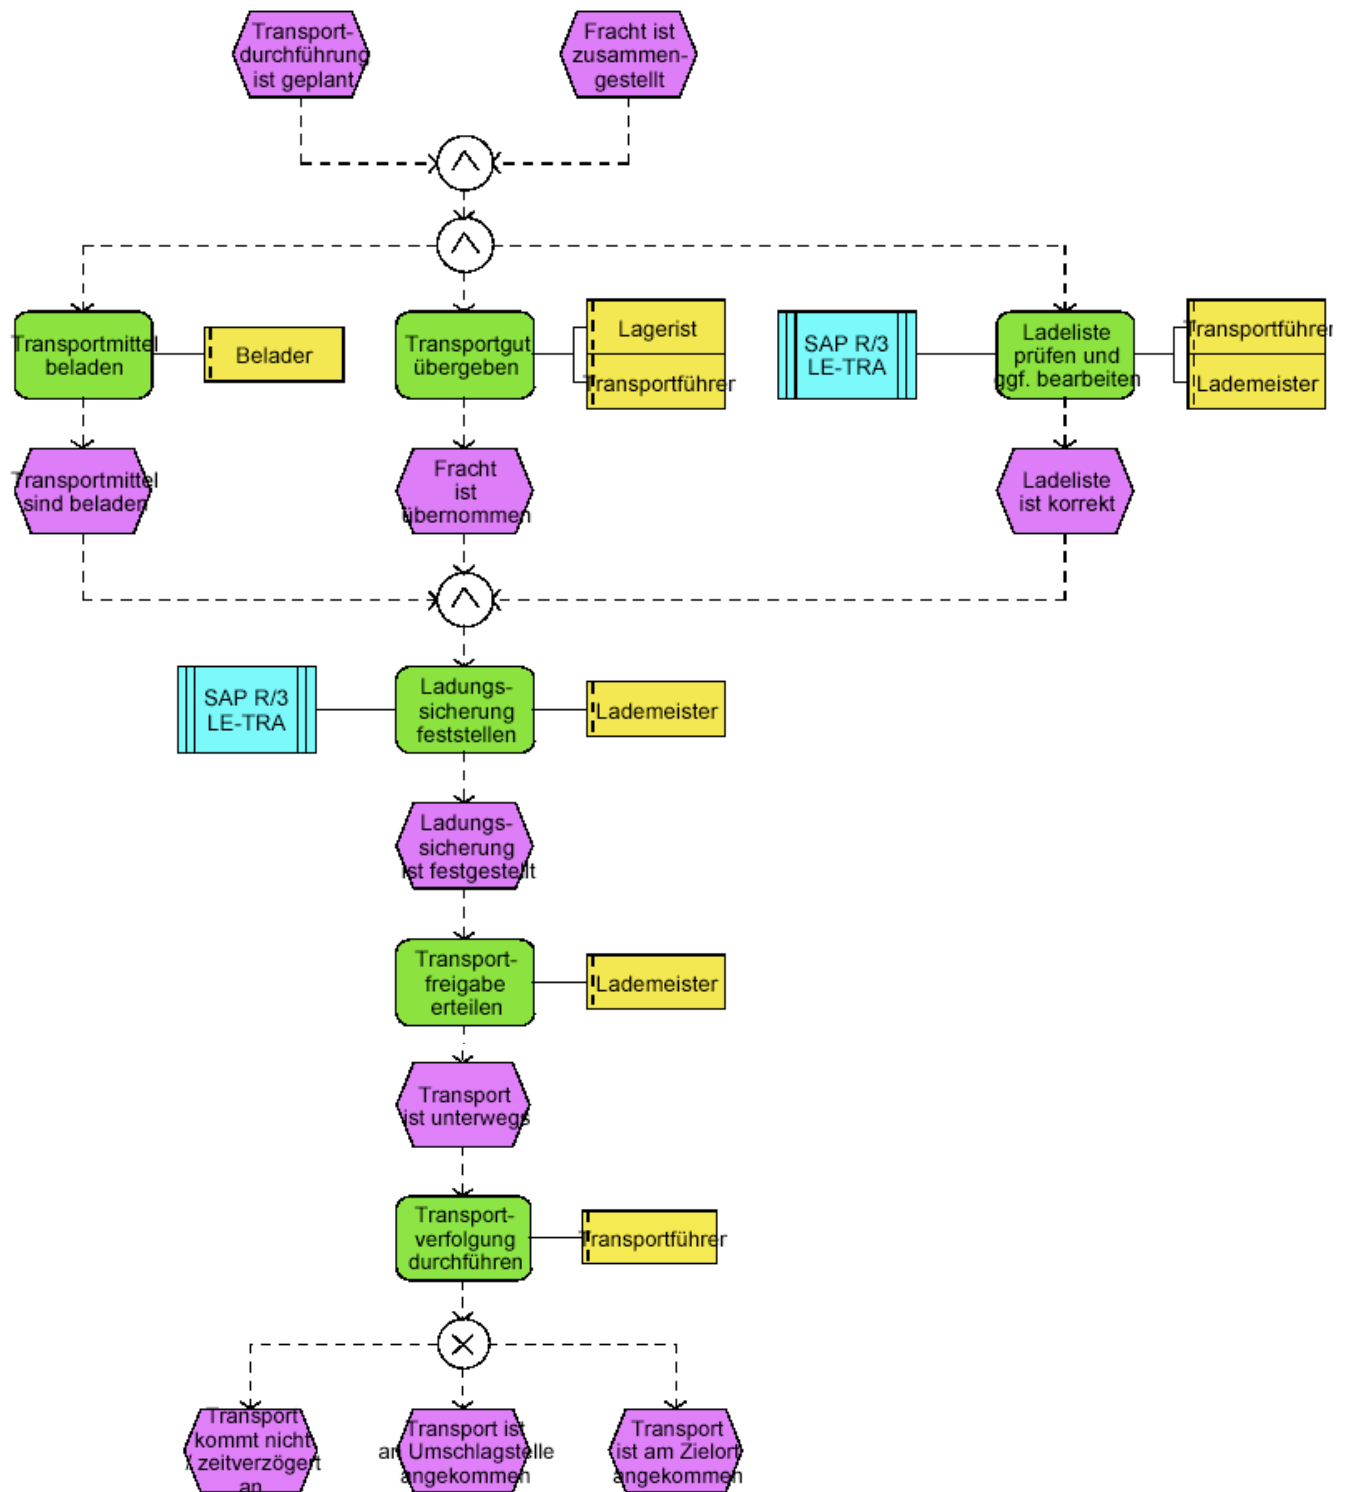 Transport-
durchführung
ist geplant
Fracht ist
zusammen-
gestellt
Transportmittel
beladen
Belader
Transportgut
übergeben
Lagerist
Transportführer
SAP R/3
LE-TRA
Ladeliste
prüfen und
ggf. bearbeiten
Transportführer
Lademeister
Transportmittel
sind beladen
Fracht
ist
übernommen
Ladeliste
ist korrekt
SAP R/3
LE-TRA
Ladungs-
sicherung
feststellen
Lademeister
Ladungs-
sicherung
ist festgestellt
Transport-
freigabe
erteilen
Lademeister
Transport
ist unterwegs
Transport-
verfolgung
durchführen
Transportführer
Transport
kommt nicht
/ zeitverzögert
an
Transport ist
an Umschlagstelle
angekommen
Transport
ist am Zielort
angekommen